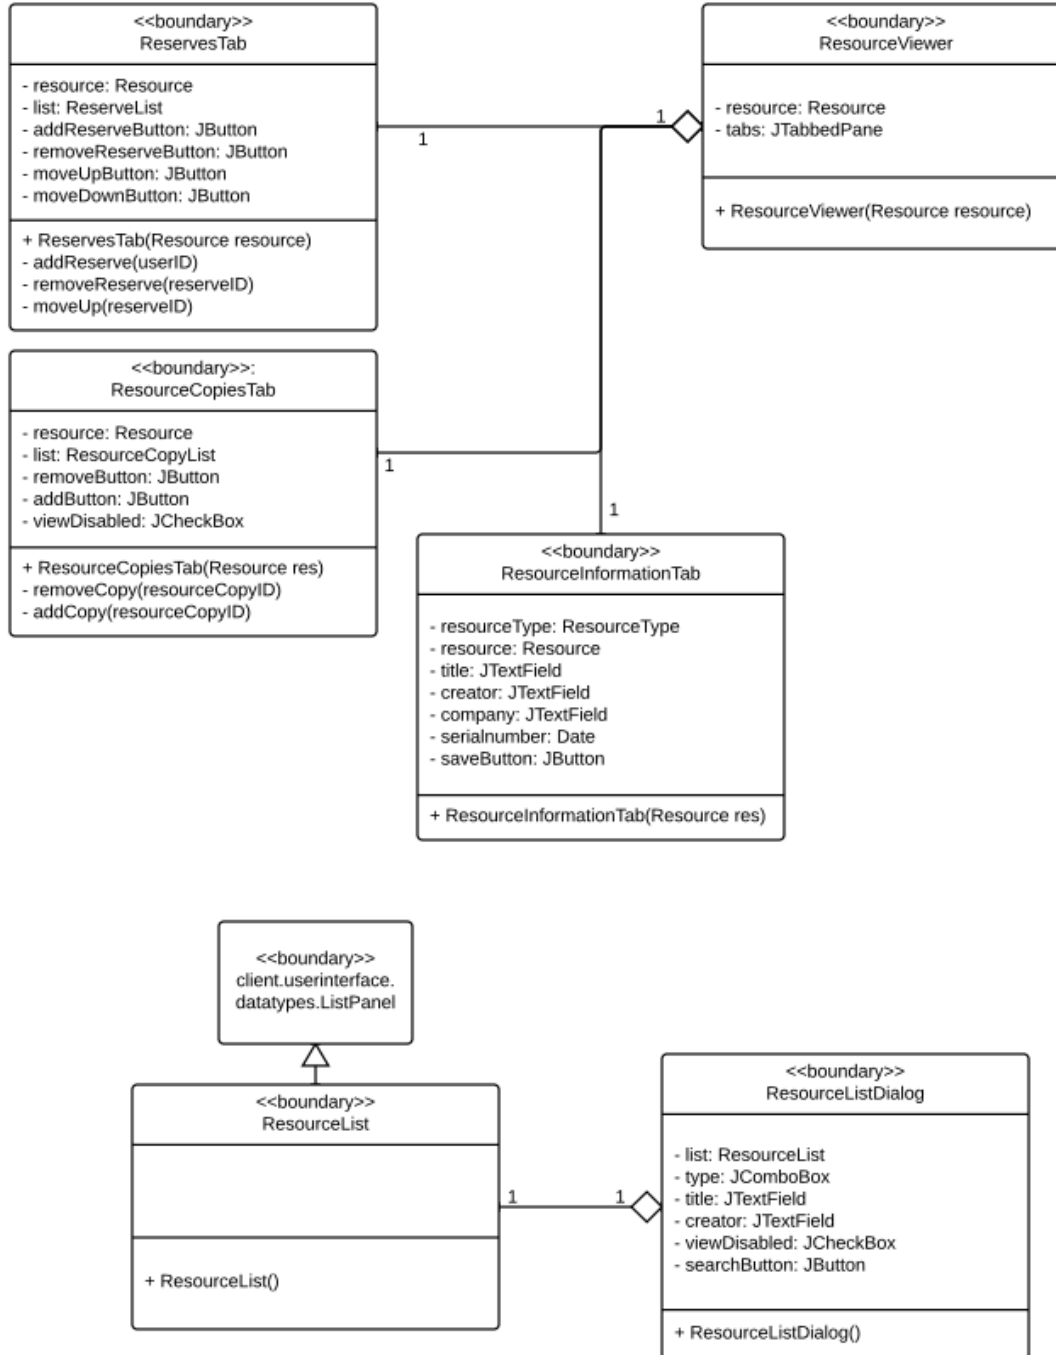 <<boundary>>
ReservesTab
- resource: Resource
- list: ReserveList
- addReserveButton: JButton
- removeReserveButton: JButton
- moveUpButton: JButton
- moveDownButton: JButton
+ ReservesTab(Resource resource)
- addReserve(userID)
- removeReserve(reserveID)
- moveUp(reserveID)
1
1
<<boundary>>
ResourceViewer
- resource: Resource
- tabs: JTabbedPane
+ ResourceViewer(Resource resource)
<<boundary>>:
ResourceCopiesTab
- resource: Resource
- list: ResourceCopyList
- removeButton: JButton
- addButton: JButton
- viewDisabled: JCheckBox
+ ResourceCopiesTab(Resource res)
- removeCopy(resourceCopyID)
- addCopy(resourceCopyID)
1
1
<<boundary>>
ResourceInformationTab
- resourceType: ResourceType
- resource: Resource
- title: JTextField
- creator: JTextField
- company: JTextField
- serialnumber: Date
- saveButton: JButton
+ ResourceInformationTab(Resource res)
<<boundary>>
client.userinterface.
datatypes.ListPanel
<<boundary>>
ResourceList
+ ResourceList()
1
1
<<boundary>>
ResourceListDialog
- list: ResourceList
- type: JComboBox
- title: JTextField
- creator: JTextField
- viewDisabled: JCheckBox
- searchButton: JButton
+ ResourceListDialog()